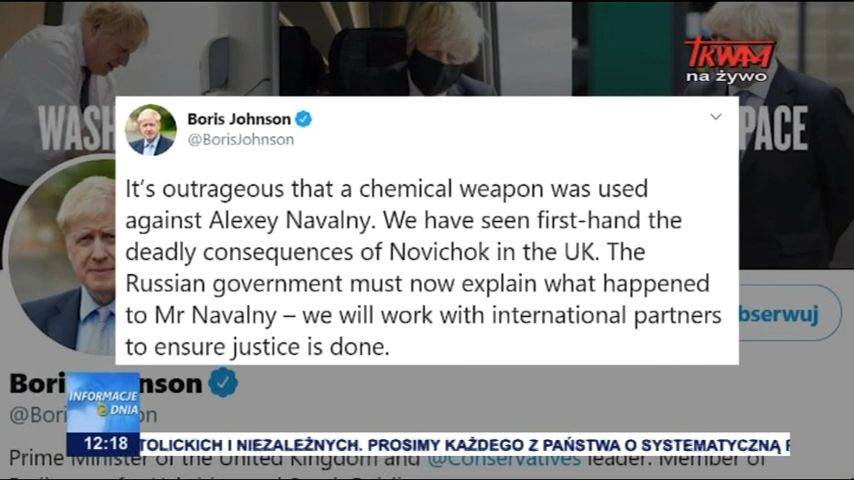 TRWAM
na żywo
WASH
PACE
Boris Johnson
@BorisJohnson
It's outrageous that a chemical weapon was used
against Alexey Navalny. We have seen first-hand the
deadly consequences of Novichok in the UK. The
Russian government must now explain what happened
to Mr Navalny – we will work with international partners
to ensure justice is done.
bserwuj
Bori nson
@Bori on
INFORMACJE
DNIA
12:18
TOLICKICH I NIEZALEŻNYCH. PROSIMY KAŻDEGO Z PAŃSTWA O SYSTEMATYCZNĄ
Prime Minister of the United Kingdom and @Conservatives leader. Member of